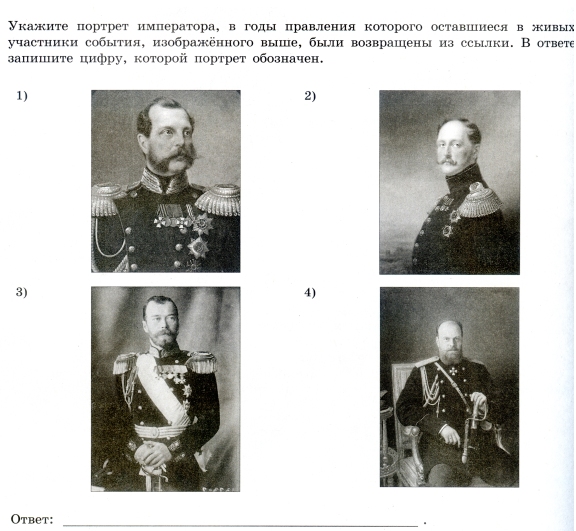 Укажите портрет императора, в годы правления которого оставшиеся в живых
участники события, изображённого выше, были возвращены из ссылки. В ответе
запишите цифру, которой портрет обозначен.
1)
2)
3)
4)
Ответ: .